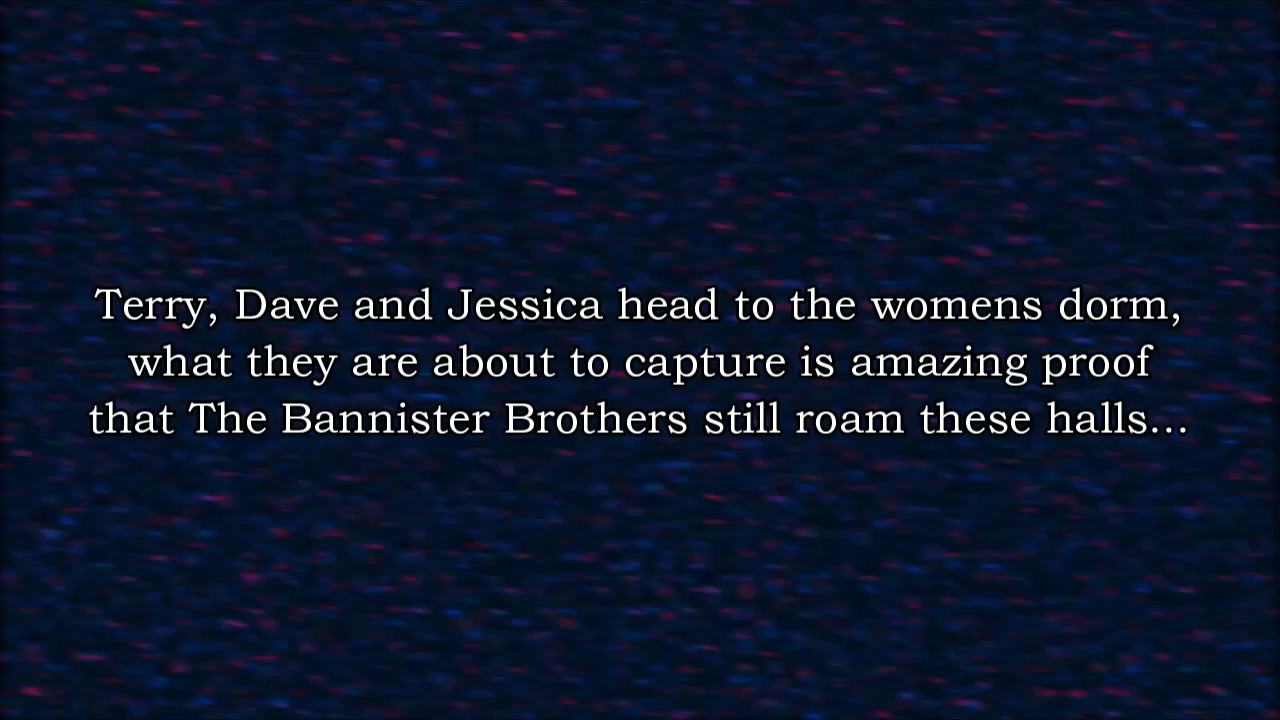 Terry, Dave and Jessica head to the womens dorm,
what they are about to capture is amazing proof
that The Bannister Brothers still roam these halls...